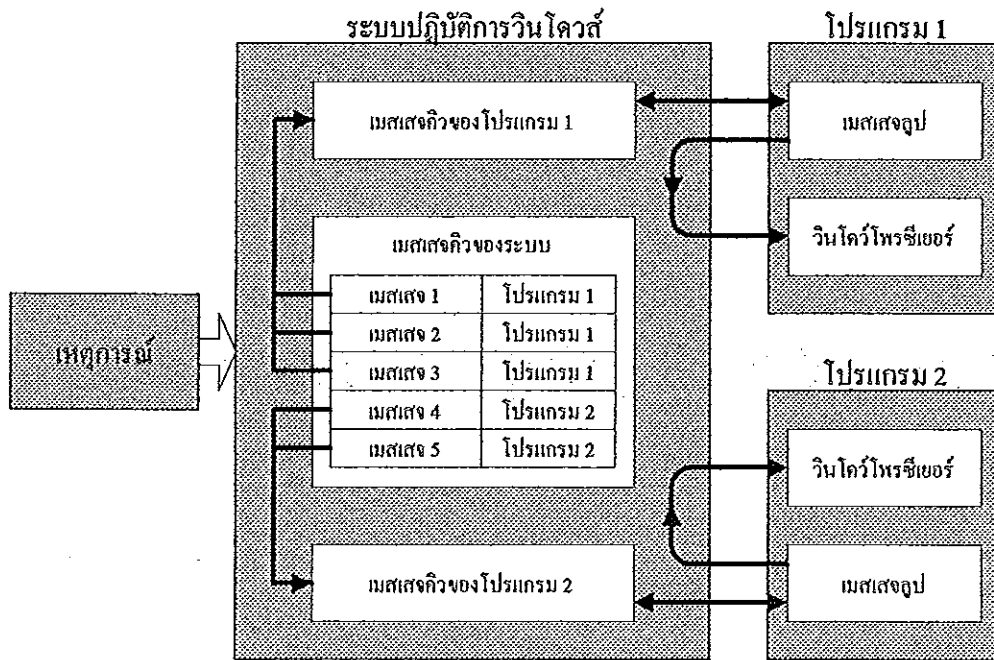 ระบบปฎิบัติการวินโดวส์
โปรแกรม 1
เมสเสจคิวของโปรแกรม 1
เมสเสจลูป
วินโดว์โพรซีเยอร์
เมสเสจคิวของระบบ
เมสเสจ 1 โปรแกรม 1
เมสเสจ 2 โปรแกรม 1
เมสเสจ 3 โปรแกรม 1
เมสเสจ 4 โปรแกรม 2
เมสเสจ 5 โปรแกรม 2
เหตุการณ์
โปรแกรม 2
วินโดว์โพรซีเยอร์
เมสเสจคิวของโปรแกรม 2
เมสเสจลูป